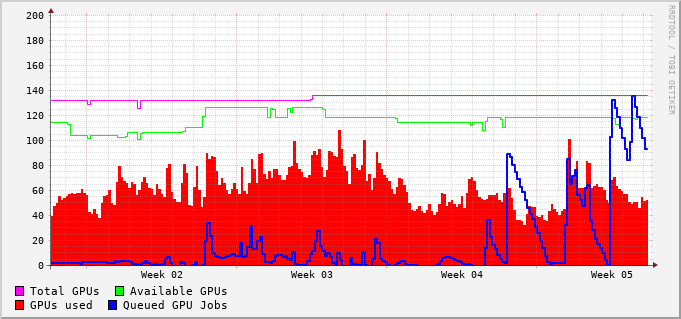 200
180
160
140
120
100
80
60
40
20
0
Week 02 Week 03 Week 04 Week 05
Total GPUs Available GPUs
GPUs used Queued GPU Jobs
RRDTOOL / TOBI OETIKER